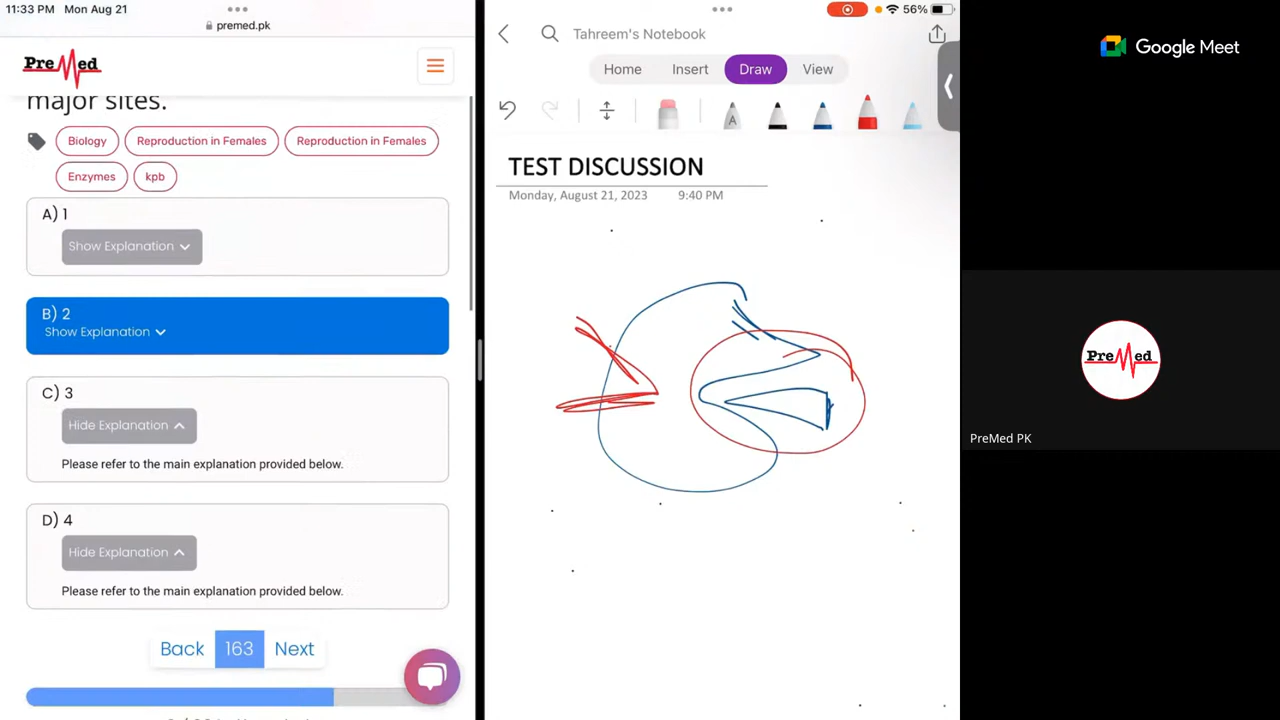 11:33 PM Mon Aug 21
premed.pk
PreMed
major sites.
Biology
Reproduction in Females
Reproduction in Females
Enzymes
kpb
A) 1
Show Explanation
B) 2
Show Explanation
C) 3
Hide Explanation
Please refer to the main explanation provided below.
D) 4
Hide Explanation
Please refer to the main explanation provided below.
Back 163 Next
56%
Tahreem's Notebook
Home Insert Draw View
A
TEST DISCUSSION
Monday, August 21, 2023 9:40 PM
Google Meet
PreMed
PreMed PK